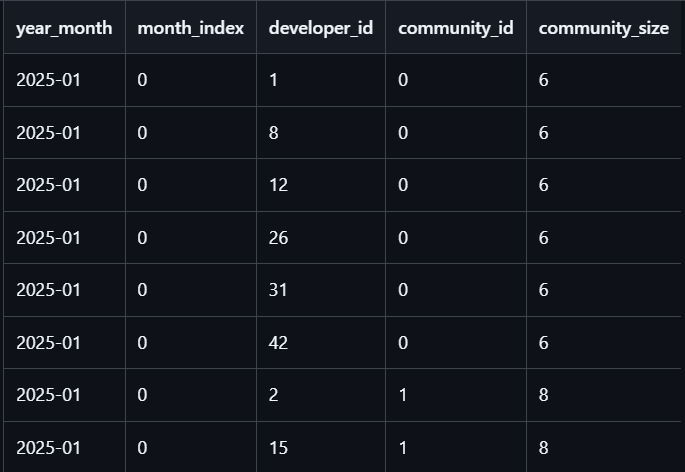 year_month month_index developer_id community_id community_size
2025-01 0 1 0 6
2025-01 0 8 0 6
2025-01 0 12 0 6
2025-01 0 26 0 6
2025-01 0 31 0 6
2025-01 0 42 0 6
2025-01 0 2 1 8
2025-01 0 15 1 8